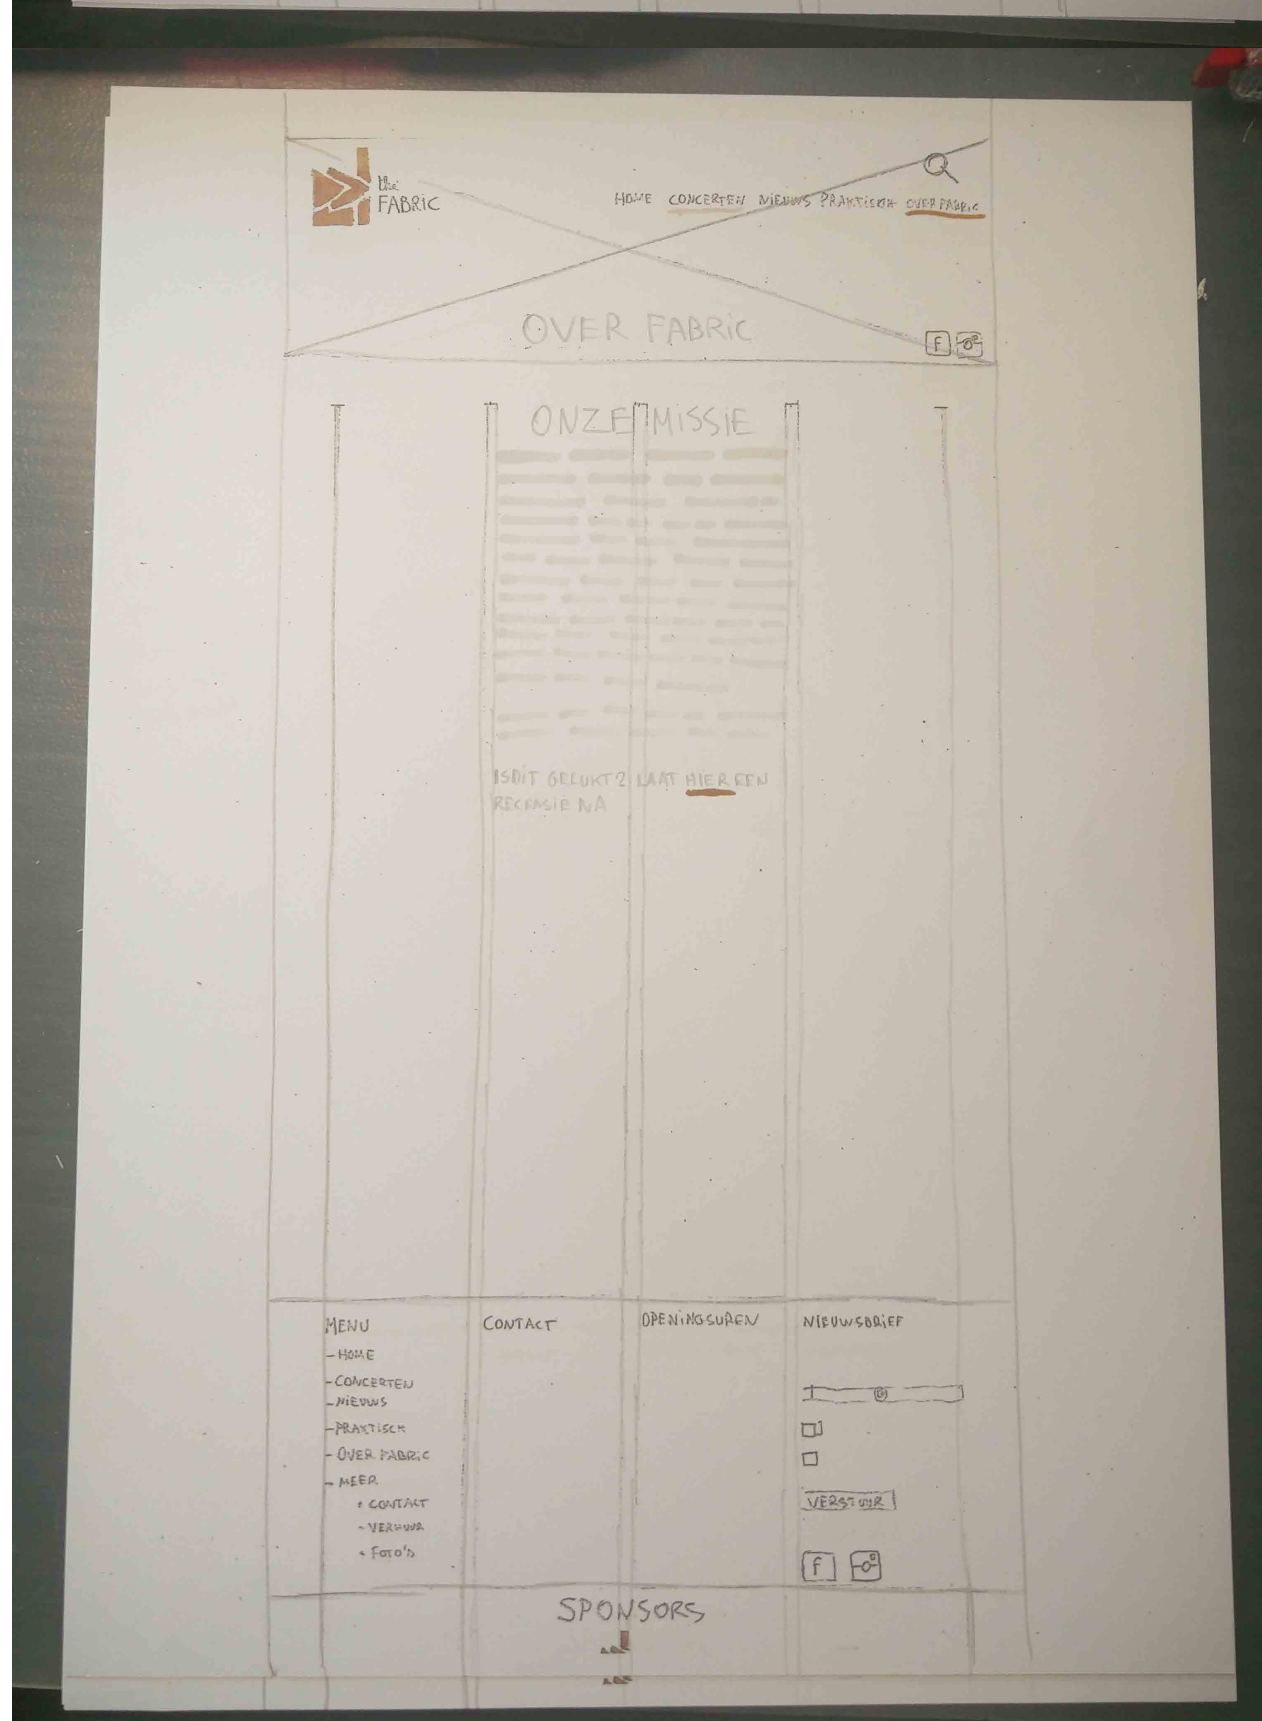 the
FABRiC
HOME CONCERTEN NIEUWS PRAKTISCH OVER FABRiC
OVER FABRiC
f
ONZE MiSSiE
IS DiT GELUKT? LAAT HIER EEN
RECENSiE NA
MENU
- HOME
- CONCERTEN
- NiEUWS
- PRAKTiSCH
- OVER FABRiC
- MEER
• CONTACT
- VERHUUR
• FOTO'S
CONTACT
OPENiNGSUREN
NiEUWSBRiEF
@
VERSTUUR
f
SPONSORS